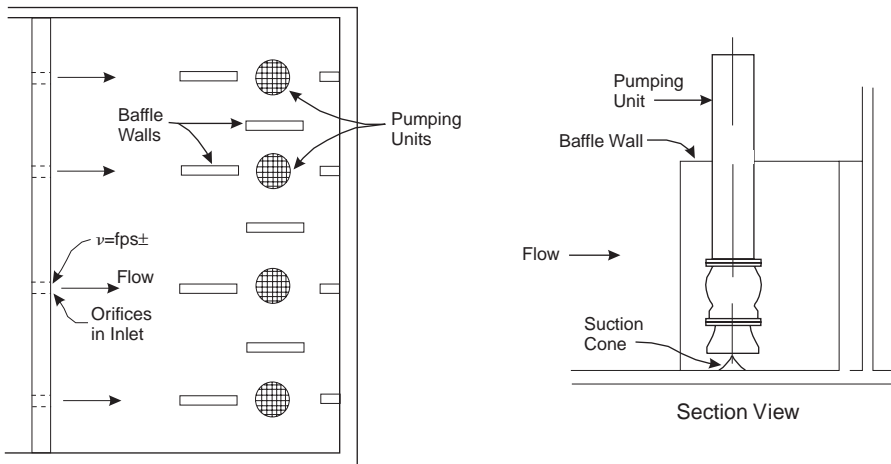 Baffle
Walls
Pumping
Units
ν=fps±
Flow
Orifices
in Inlet
Pumping
Unit
Baffle Wall
Flow
Suction
Cone
Section View